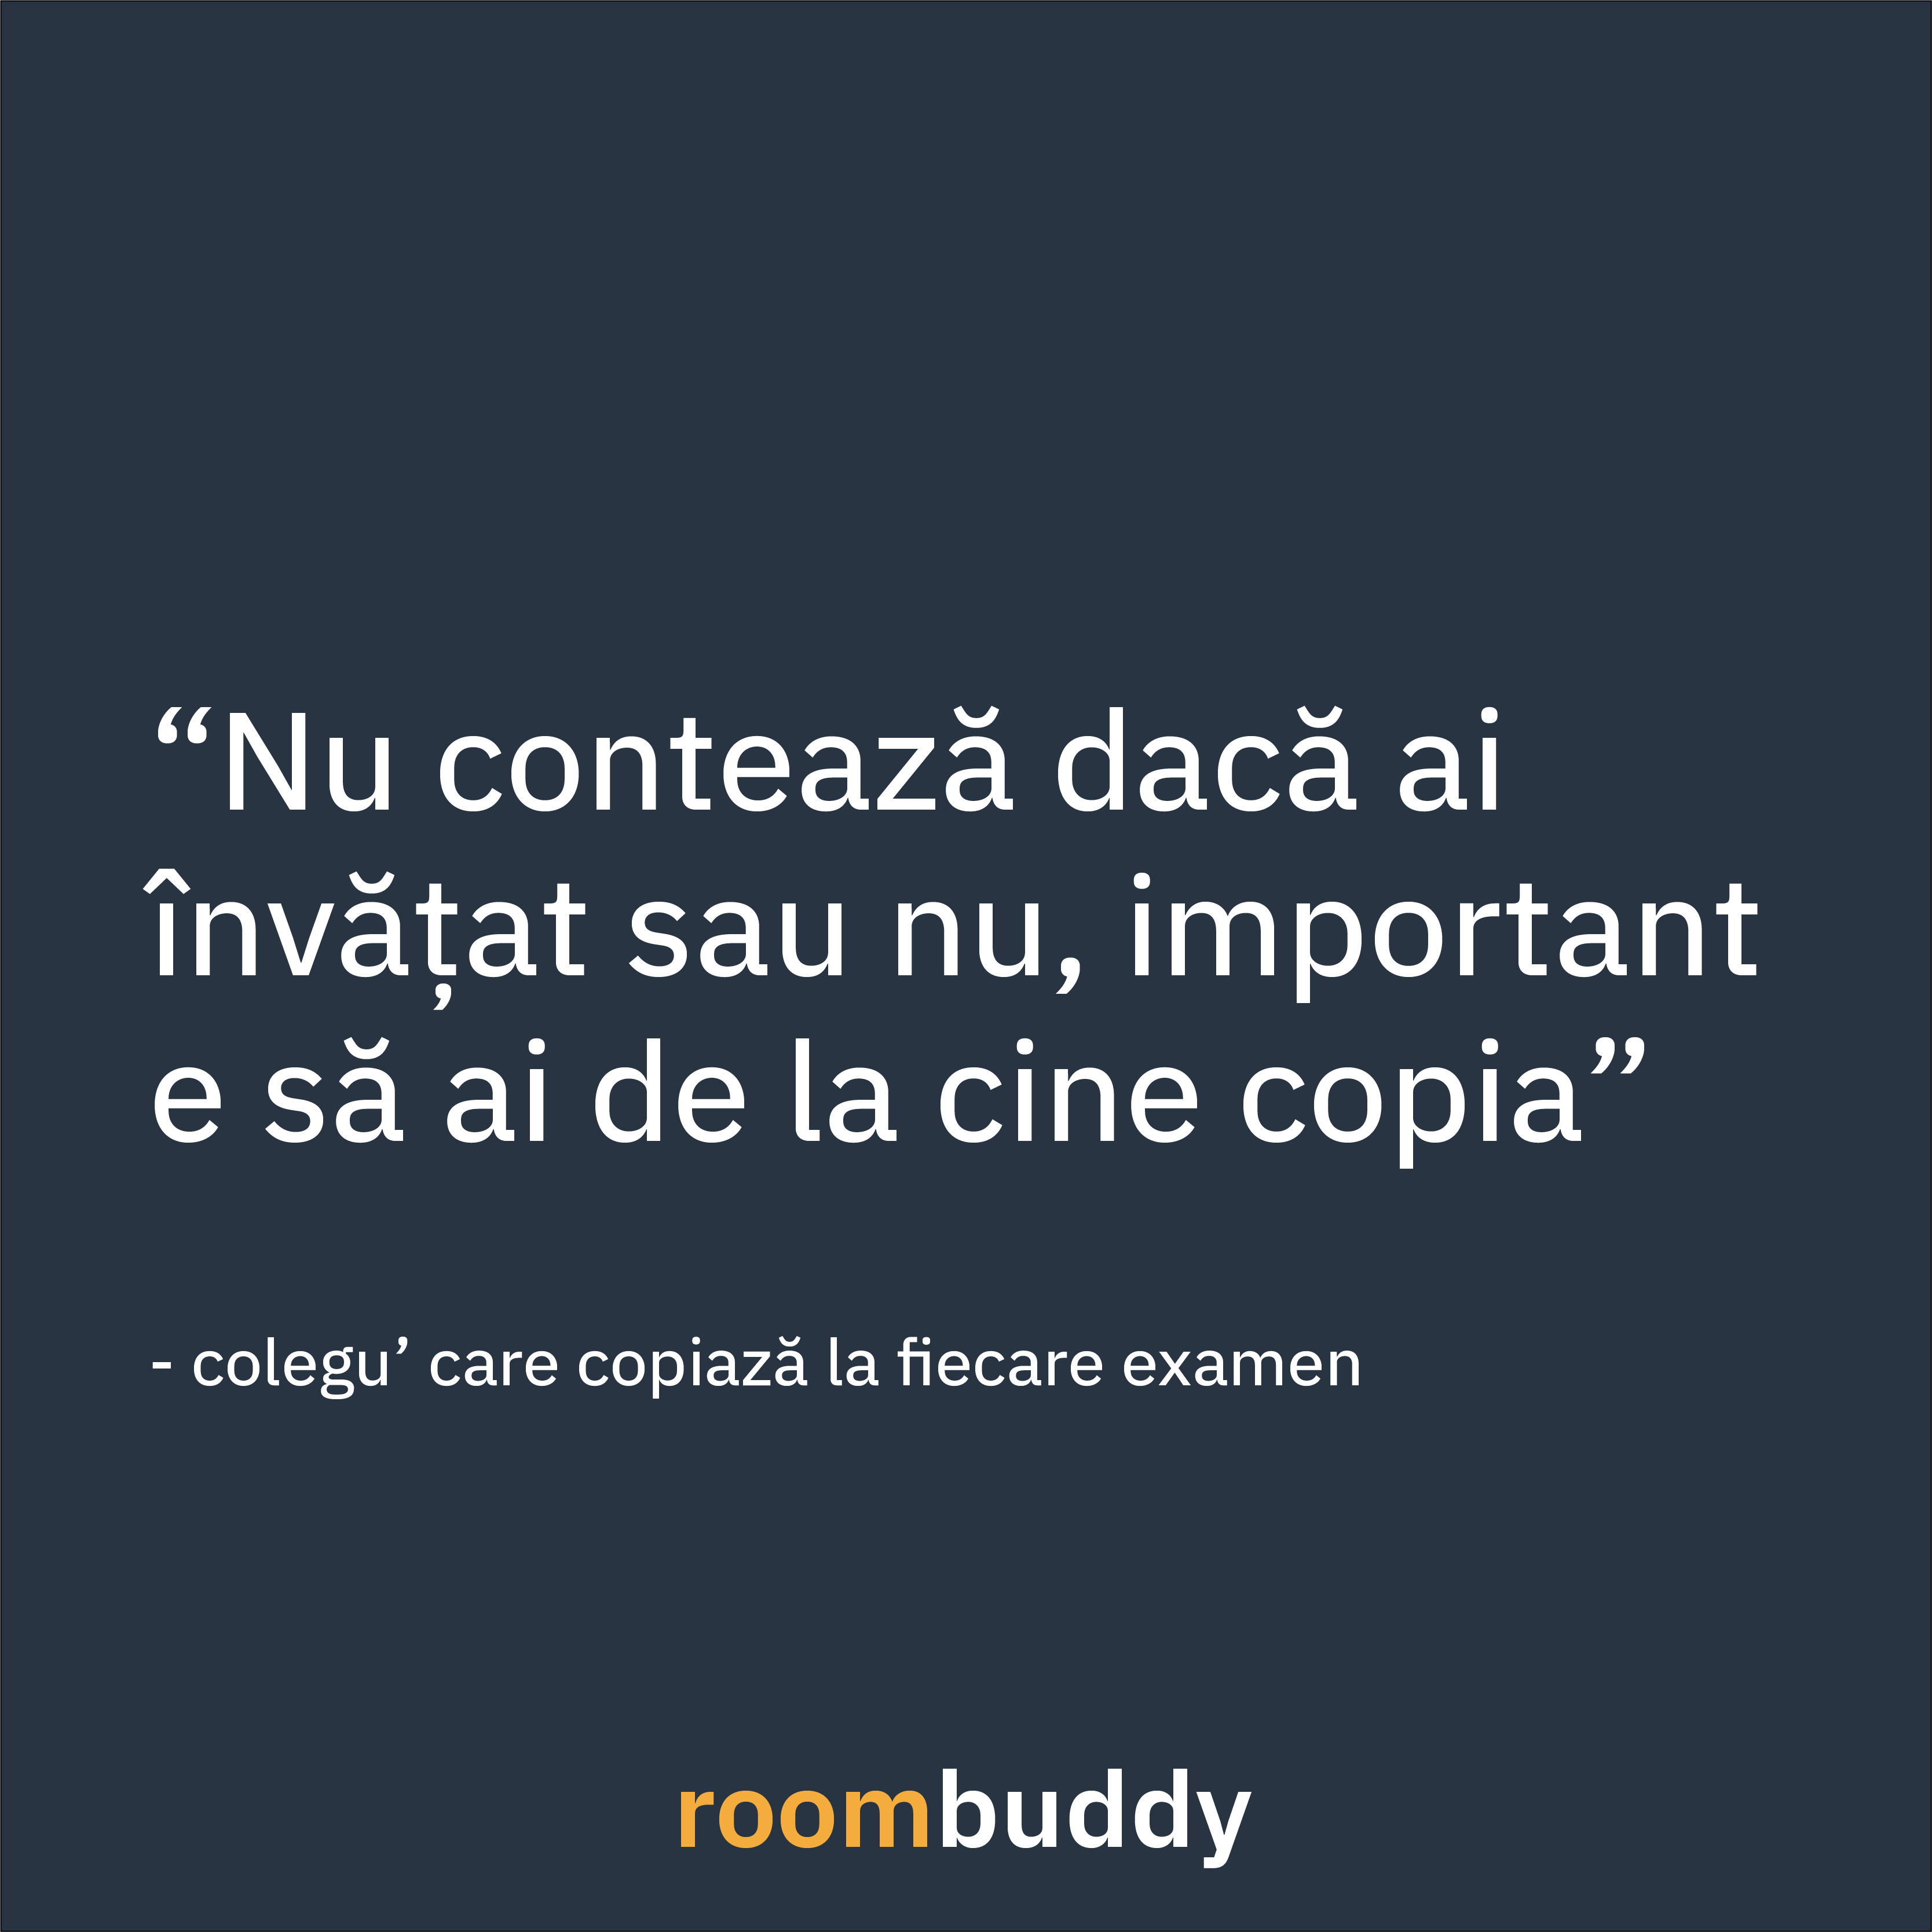 “Nu contează dacă ai
învățat sau nu, important
e să ai de la cine copia”
- colegu’ care copiază la fiecare examen
roombuddy